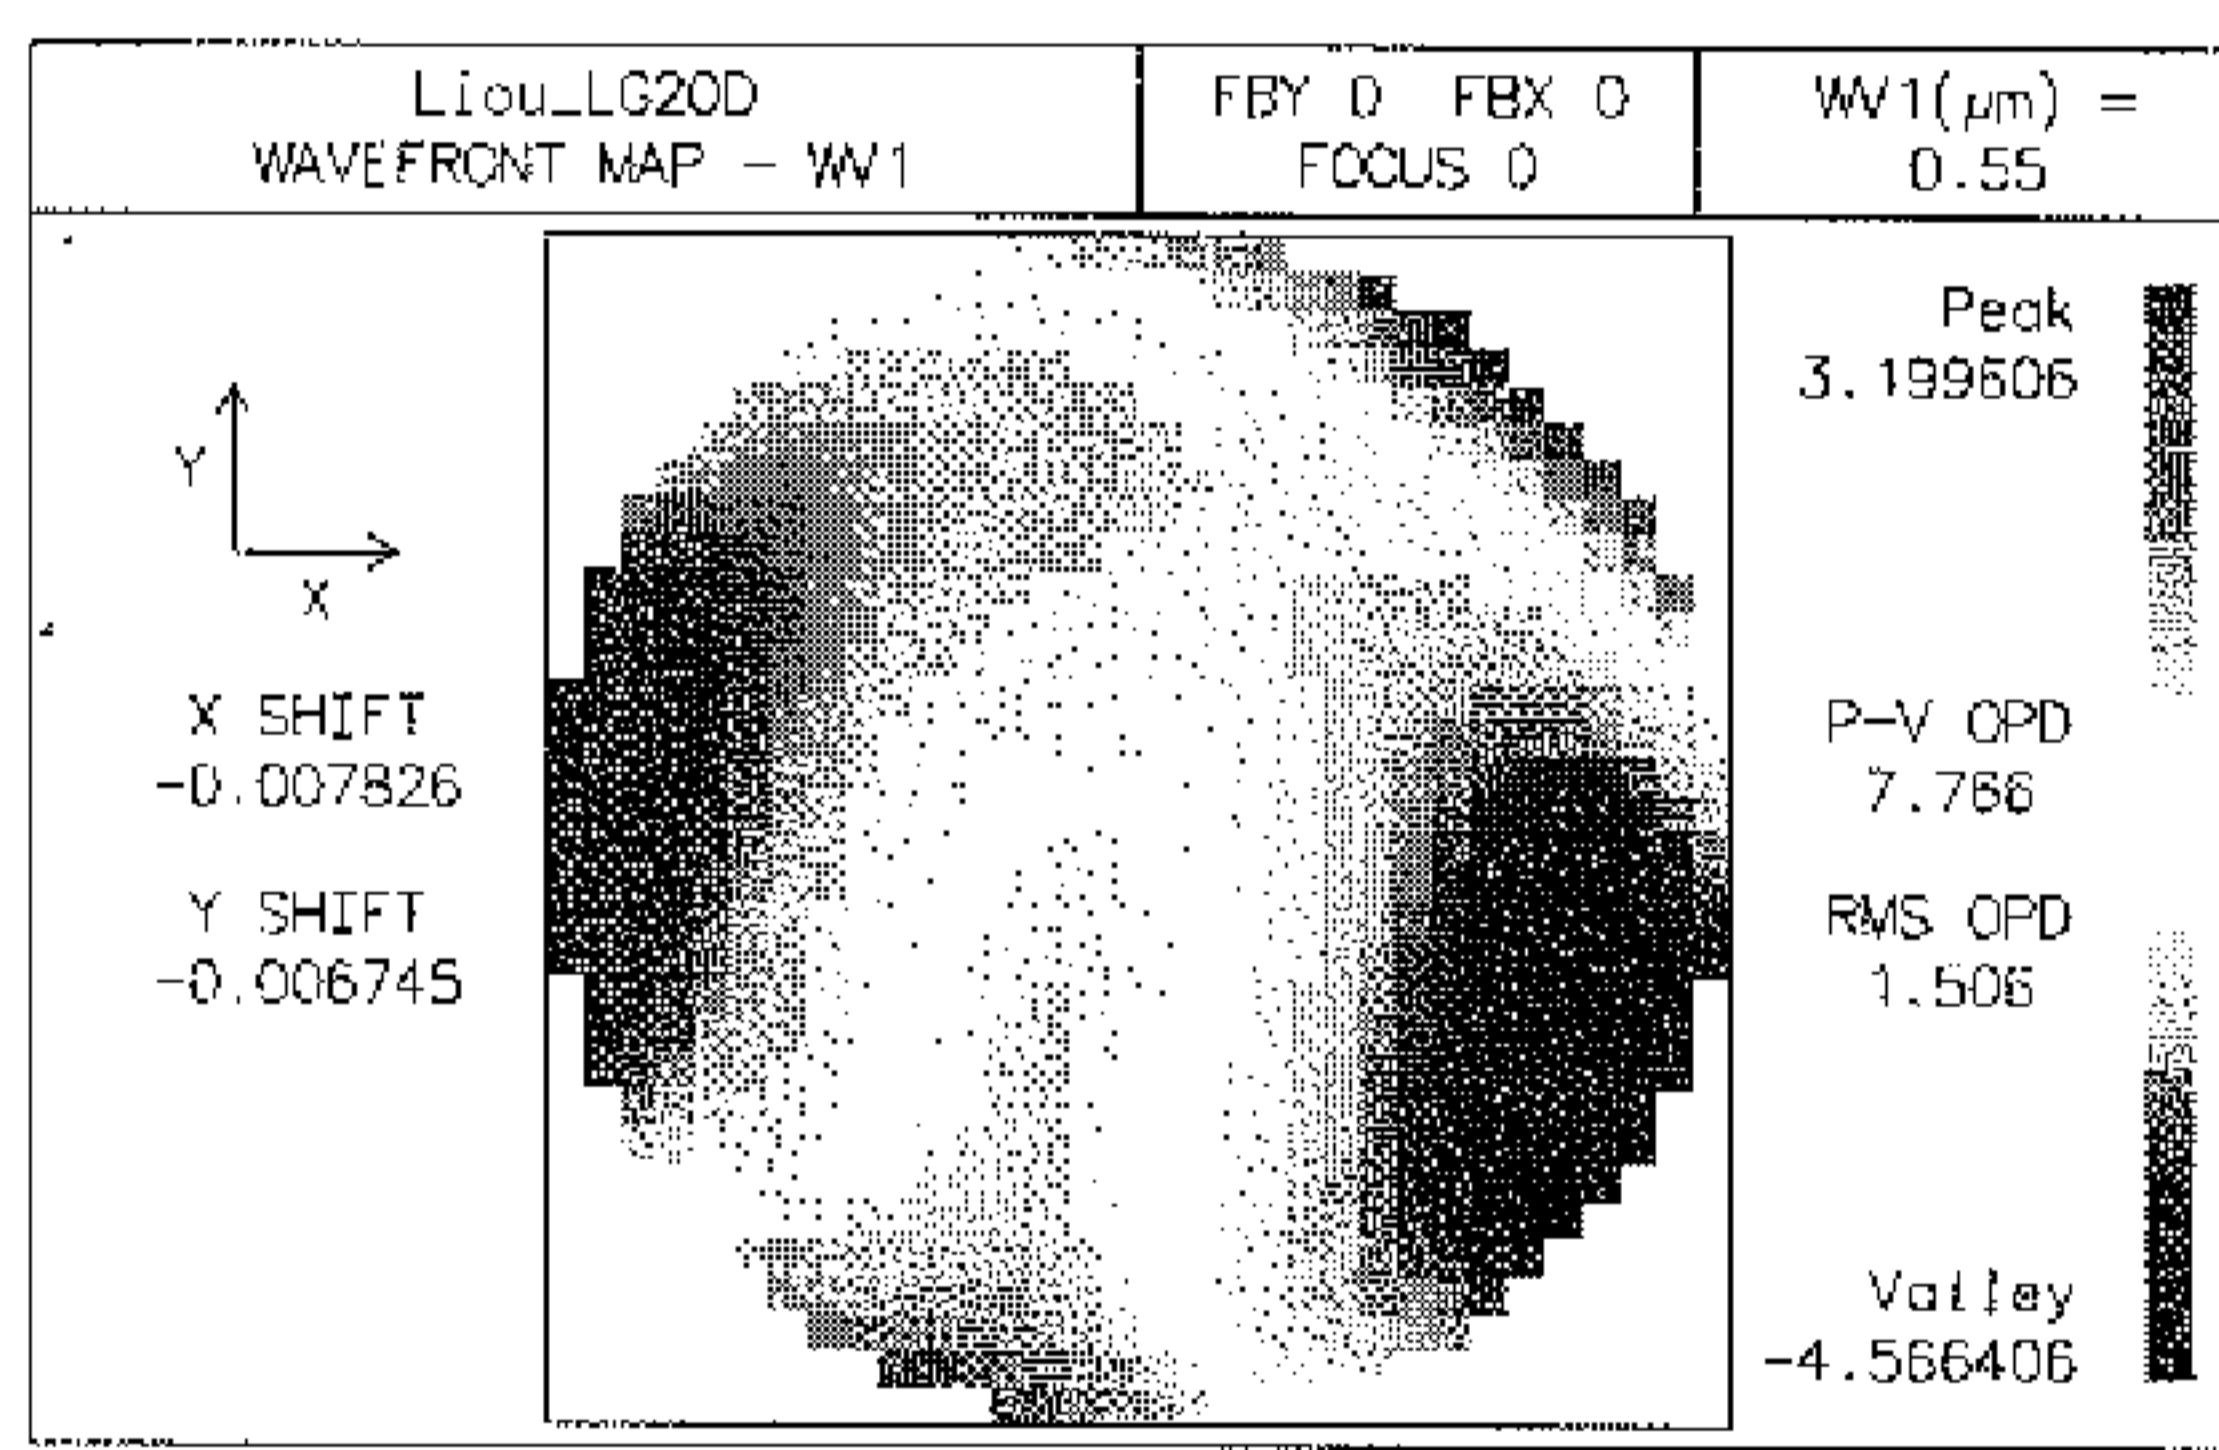 Liou_LG20D
WAVEFRONT MAP - WV1
FBY 0 FBX 0
FOCUS 0
WV1(μm) =
0.55
Y
X
X SHIFT
-0.007826
Y SHIFT
-0.006745
Peak
3.199606
P-V OPD
7.766
RMS OPD
1.506
Valley
-4.566406